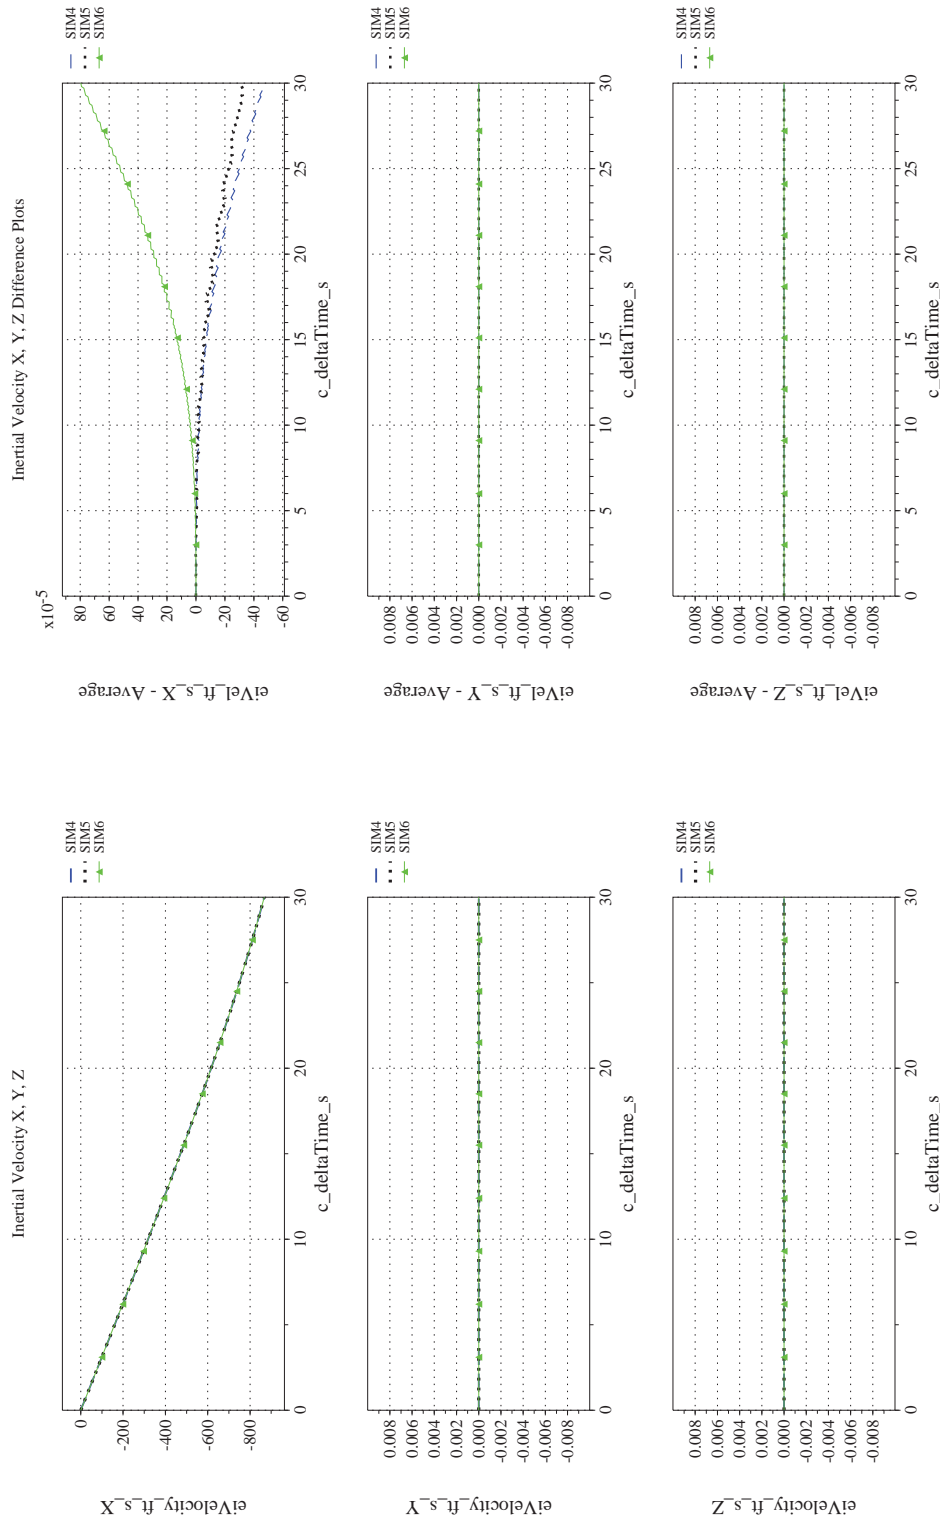 Inertial Velocity X, Y, Z
eiVelocity_ft_s_X
0
-200
-400
-600
-800
0 10 20 30
c_deltaTime_s
SIM4
SIM5
SIM6
eiVelocity_ft_s_Y
0.008
0.006
0.004
0.002
0.000
-0.002
-0.004
-0.006
-0.008
0 10 20 30
c_deltaTime_s
SIM4
SIM5
SIM6
eiVelocity_ft_s_Z
0.008
0.006
0.004
0.002
0.000
-0.002
-0.004
-0.006
-0.008
0 10 20 30
c_deltaTime_s
SIM4
SIM5
SIM6
Inertial Velocity X, Y, Z Difference Plots
x10-5
eiVel_ft_s_X - Average
80
60
40
20
0
-20
-40
-60
0 5 10 15 20 25 30
c_deltaTime_s
SIM4
SIM5
SIM6
eiVel_ft_s_Y - Average
0.008
0.006
0.004
0.002
0.000
-0.002
-0.004
-0.006
-0.008
0 5 10 15 20 25 30
c_deltaTime_s
SIM4
SIM5
SIM6
eiVel_ft_s_Z - Average
0.008
0.006
0.004
0.002
0.000
-0.002
-0.004
-0.006
-0.008
0 5 10 15 20 25 30
c_deltaTime_s
SIM4
SIM5
SIM6